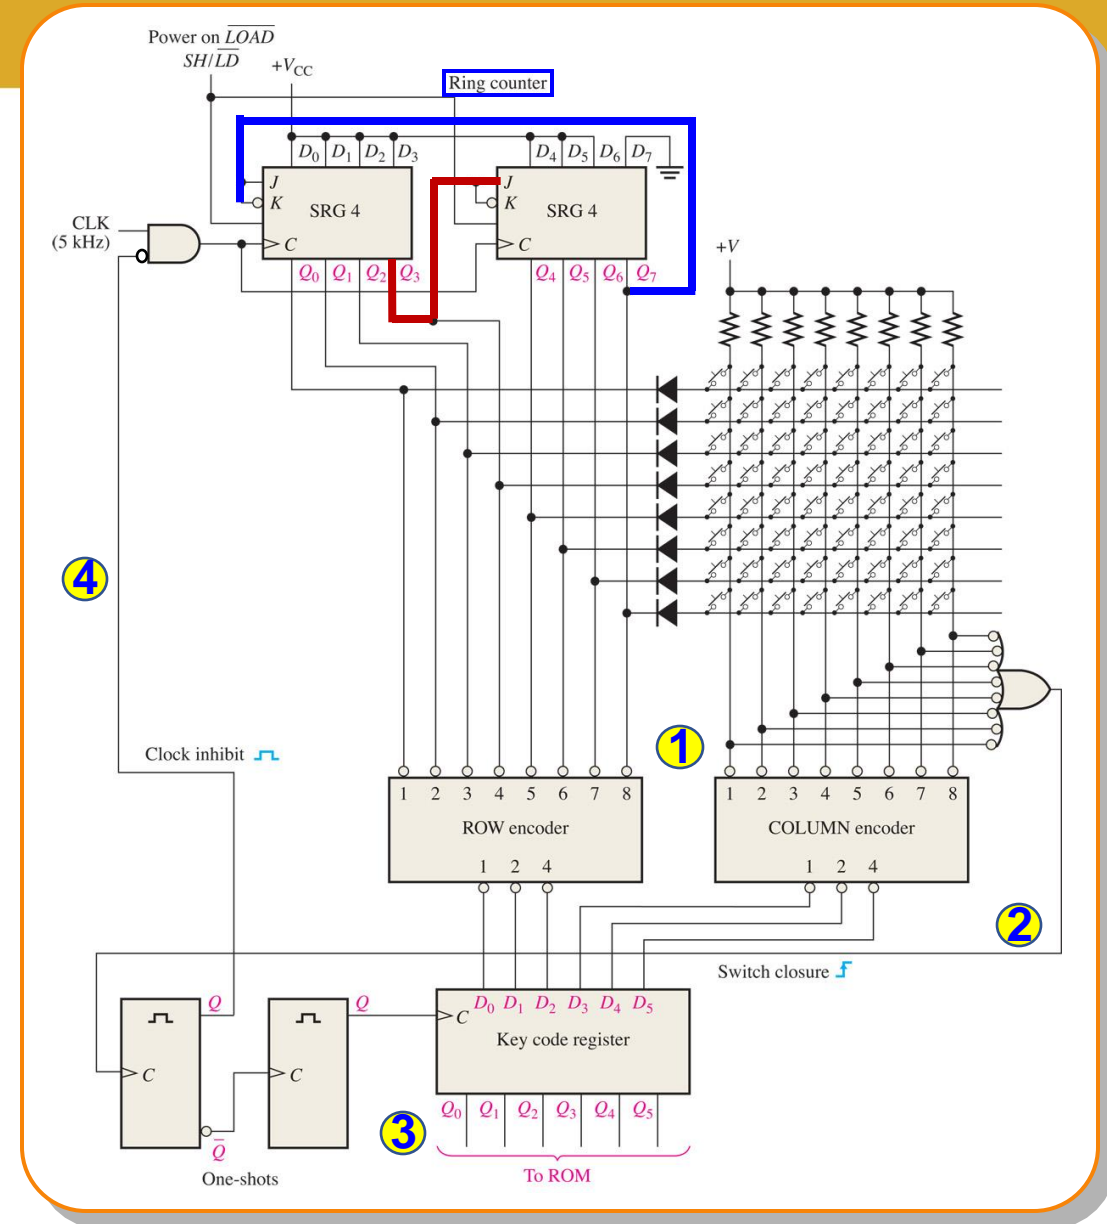 Power on L̅O̅A̅D̅
SH/L̅D̅
+VCC
Ring counter
D0 D1 D2 D3
D4 D5 D6 D7
J
K
SRG 4
C
J
K
SRG 4
C
CLK
(5 kHz)
Q0 Q1 Q2 Q3
Q4 Q5 Q6 Q7
+V
4
1
Clock inhibit
1 2 3 4 5 6 7 8
ROW encoder
1 2 4
1 2 3 4 5 6 7 8
COLUMN encoder
1 2 4
2
Switch closure
Q
C
Q̅
Q
C
One-shots
D0 D1 D2 D3 D4 D5
C
Key code register
Q0 Q1 Q2 Q3 Q4 Q5
3
To ROM